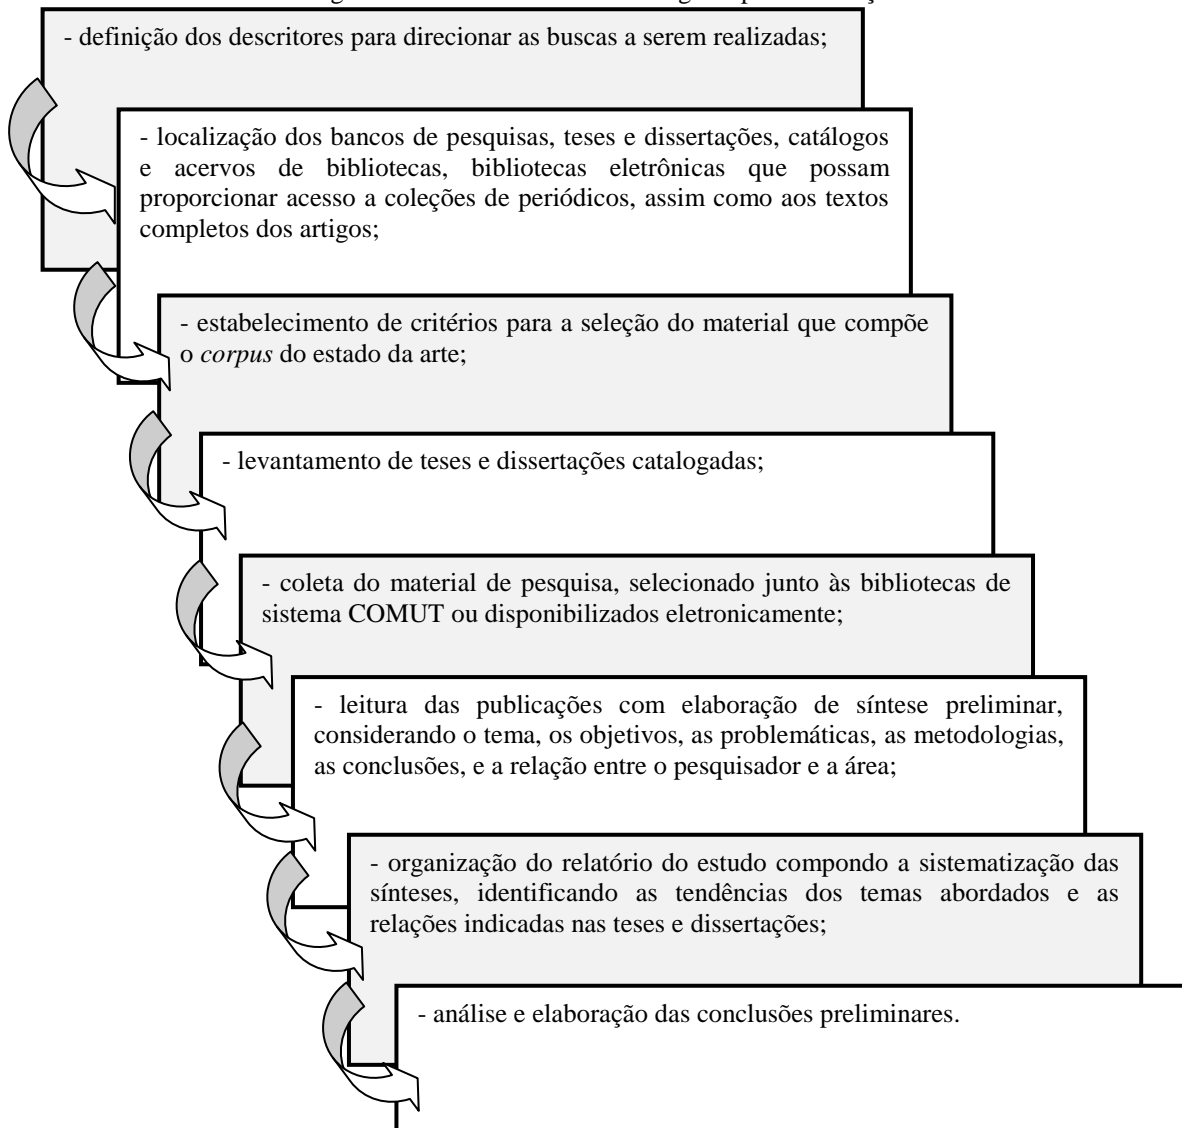 - definição dos descritores para direcionar as buscas a serem realizadas;
- localização dos bancos de pesquisas, teses e dissertações, catálogos
e acervos de bibliotecas, bibliotecas eletrônicas que possam
proporcionar acesso a coleções de periódicos, assim como aos textos
completos dos artigos;
- estabelecimento de critérios para a seleção do material que compõe
o corpus do estado da arte;
- levantamento de teses e dissertações catalogadas;
- coleta do material de pesquisa, selecionado junto às bibliotecas de
sistema COMUT ou disponibilizados eletronicamente;
- leitura das publicações com elaboração de síntese preliminar,
considerando o tema, os objetivos, as problemáticas, as metodologias,
as conclusões, e a relação entre o pesquisador e a área;
- organização do relatório do estudo compondo a sistematização das
sínteses, identificando as tendências dos temas abordados e as
relações indicadas nas teses e dissertações;
- análise e elaboração das conclusões preliminares.